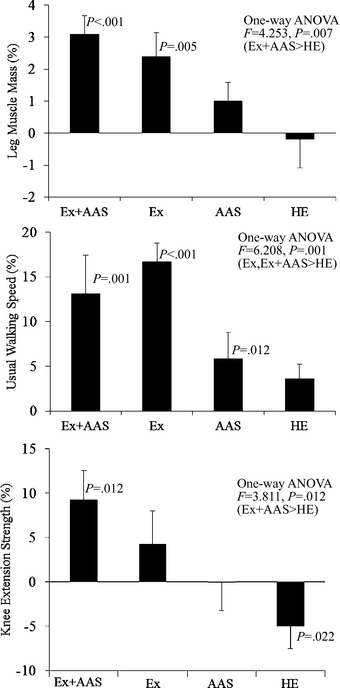 4
3
2
1
0
-1
-2
Leg Muscle Mass (%)
P<.001
P=.005
One-way ANOVA
F=4.253, P=.007
(Ex+AAS>HE)
Ex+AAS Ex AAS HE
20
15
10
5
0
Usual Walking Speed (%)
P=.001
P<.001
P=.012
One-way ANOVA
F=6.208, P=.001
(Ex,Ex+AAS>HE)
Ex+AAS Ex AAS HE
15
10
5
0
-5
-10
Knee Extension Strength (%)
P=.012
One-way ANOVA
F=3.811, P=.012
(Ex+AAS>HE)
P=.022
Ex+AAS Ex AAS HE